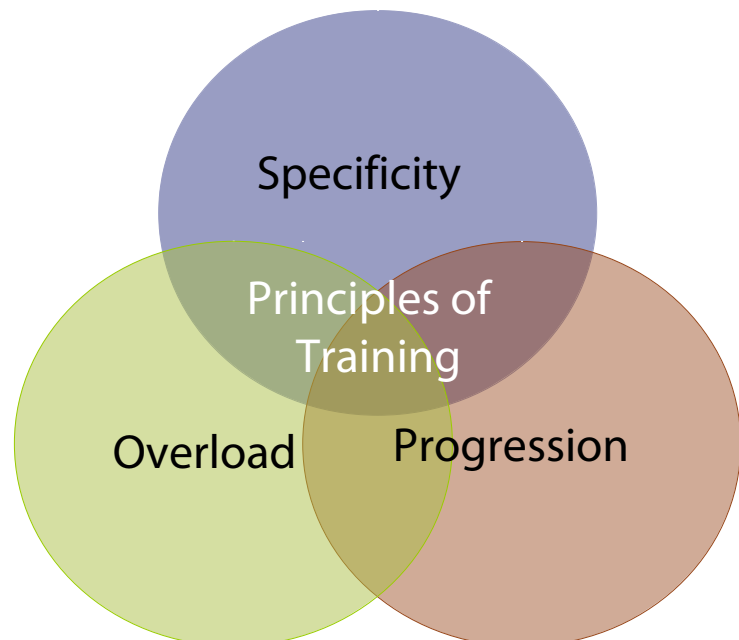 Specificity
Principles of
Training
Overload
Progression